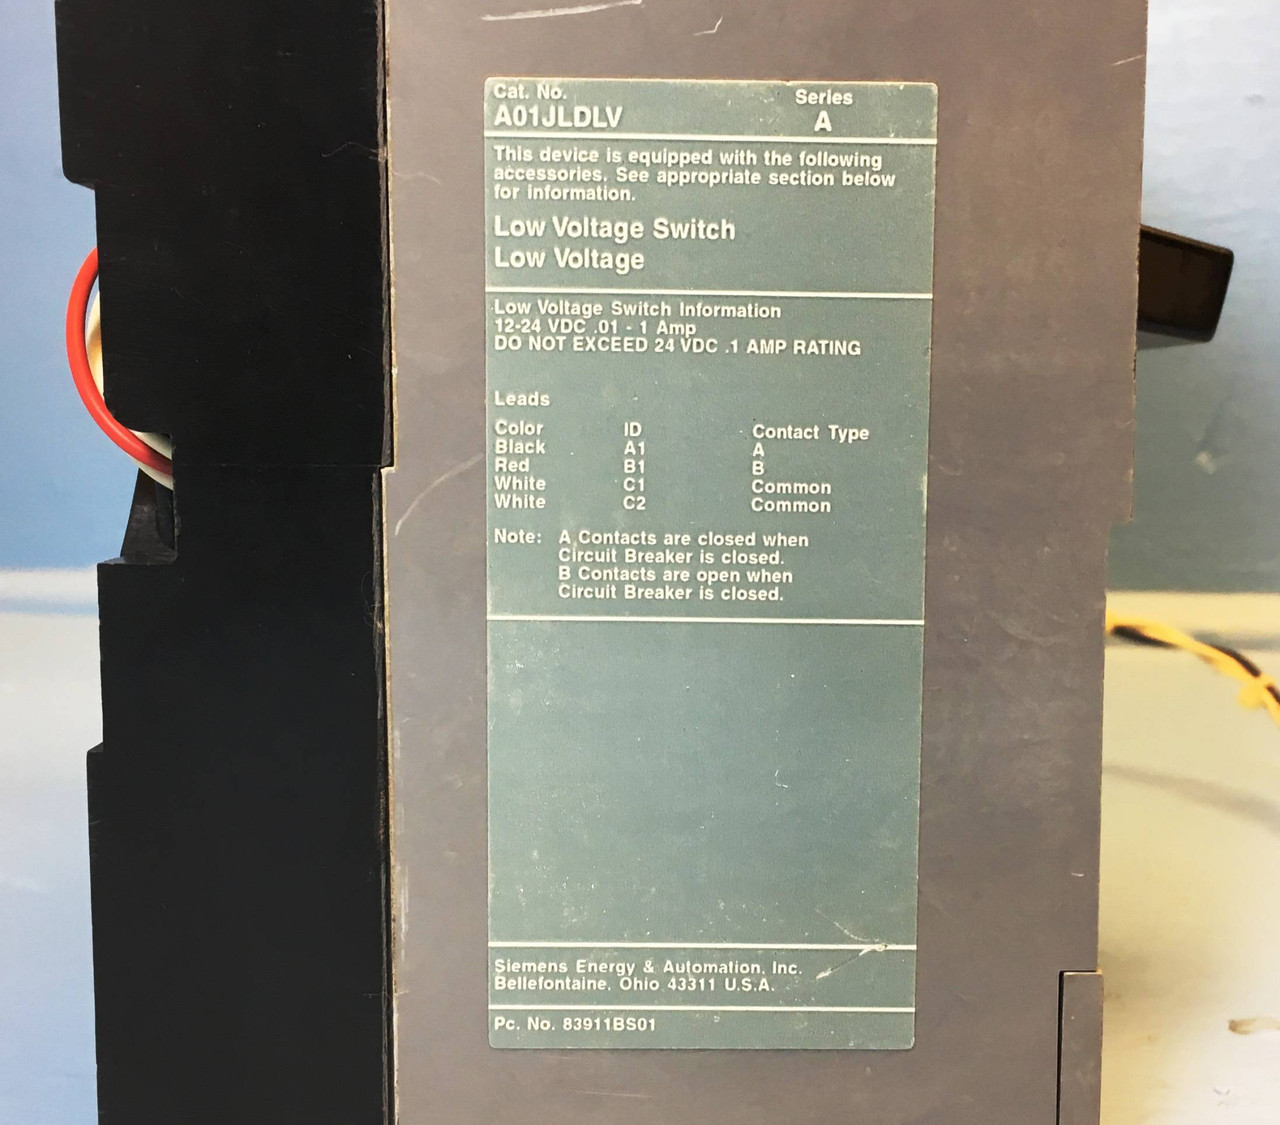 Cat. No. Series
A01JLDLV A
This device is equipped with the following
accessories. See appropriate section below
for information.
Low Voltage Switch
Low Voltage
Low Voltage Switch Information
12-24 VDC .01 - 1 Amp
DO NOT EXCEED 24 VDC .1 AMP RATING
Leads
Color ID Contact Type
Black A1 A
Red B1 B
White C1 Common
White C2 Common
Note: A Contacts are closed when
Circuit Breaker is closed.
B Contacts are open when
Circuit Breaker is closed.
Siemens Energy & Automation, Inc.
Bellefontaine, Ohio 43311 U.S.A.
Pc. No. 83911BS01